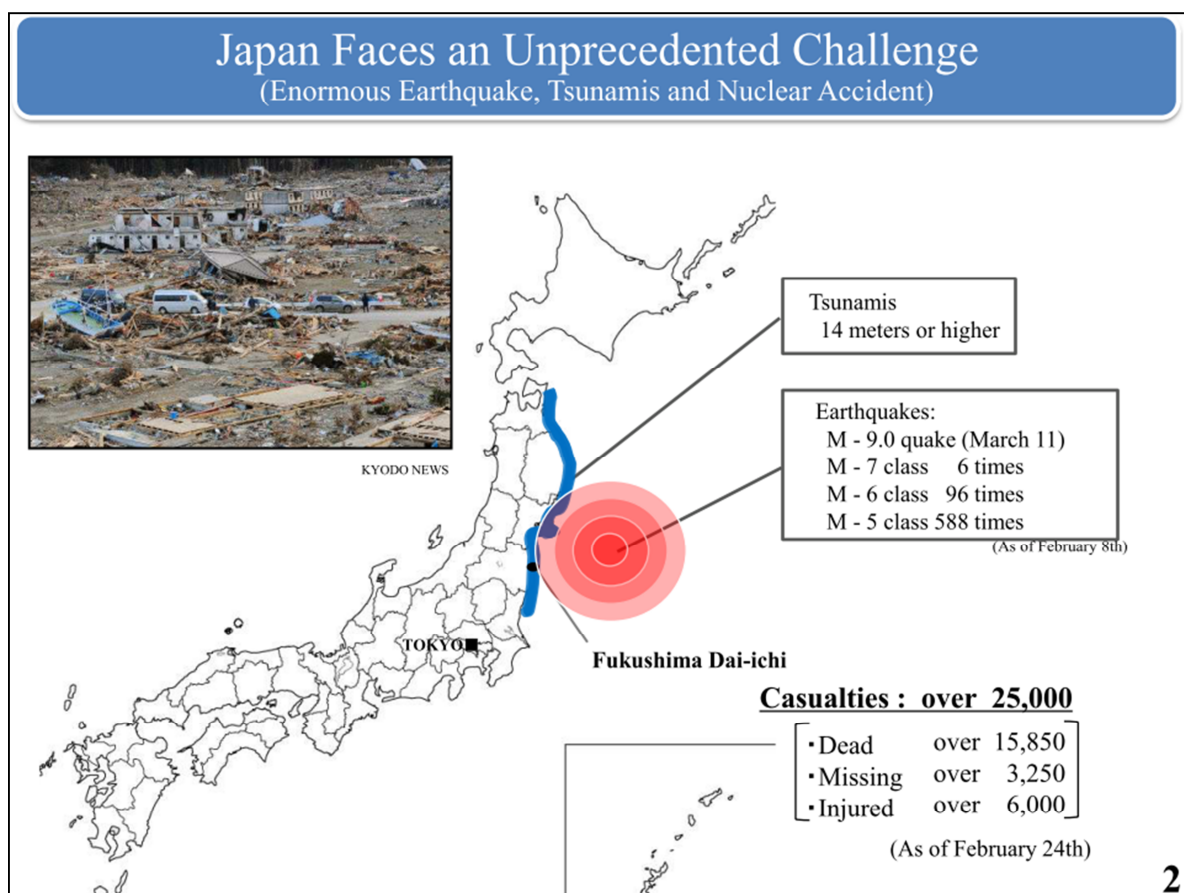 Japan Faces an Unprecedented Challenge
(Enormous Earthquake, Tsunamis and Nuclear Accident)
KYODO NEWS
Tsunamis
14 meters or higher
Earthquakes:
M - 9.0 quake (March 11)
M - 7 class 6 times
M - 6 class 96 times
M - 5 class 588 times
(As of February 8th)
TOKYO
Fukushima Dai-ichi
Casualties : over 25,000
・Dead over 15,850
・Missing over 3,250
・Injured over 6,000
(As of February 24th)
2